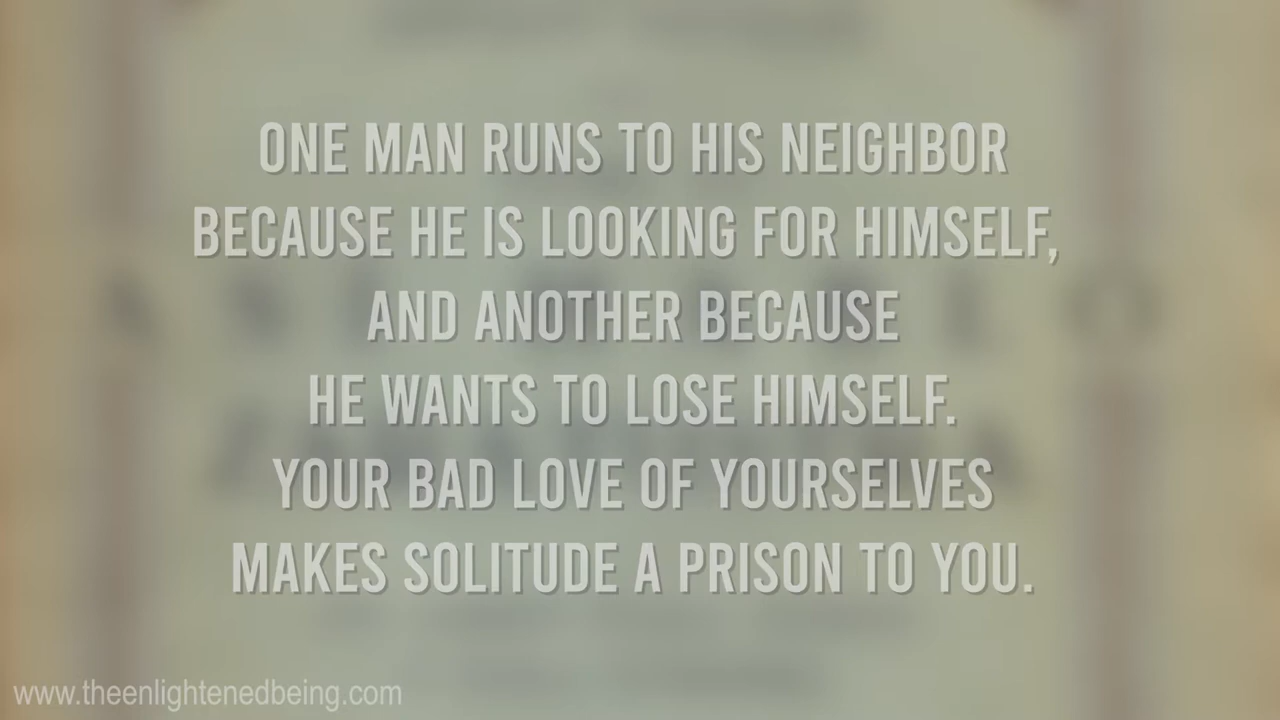 ONE MAN RUNS TO HIS NEIGHBOR
BECAUSE HE IS LOOKING FOR HIMSELF,
AND ANOTHER BECAUSE
HE WANTS TO LOSE HIMSELF.
YOUR BAD LOVE OF YOURSELVES
MAKES SOLITUDE A PRISON TO YOU.
www.theenlightenedbeing.com